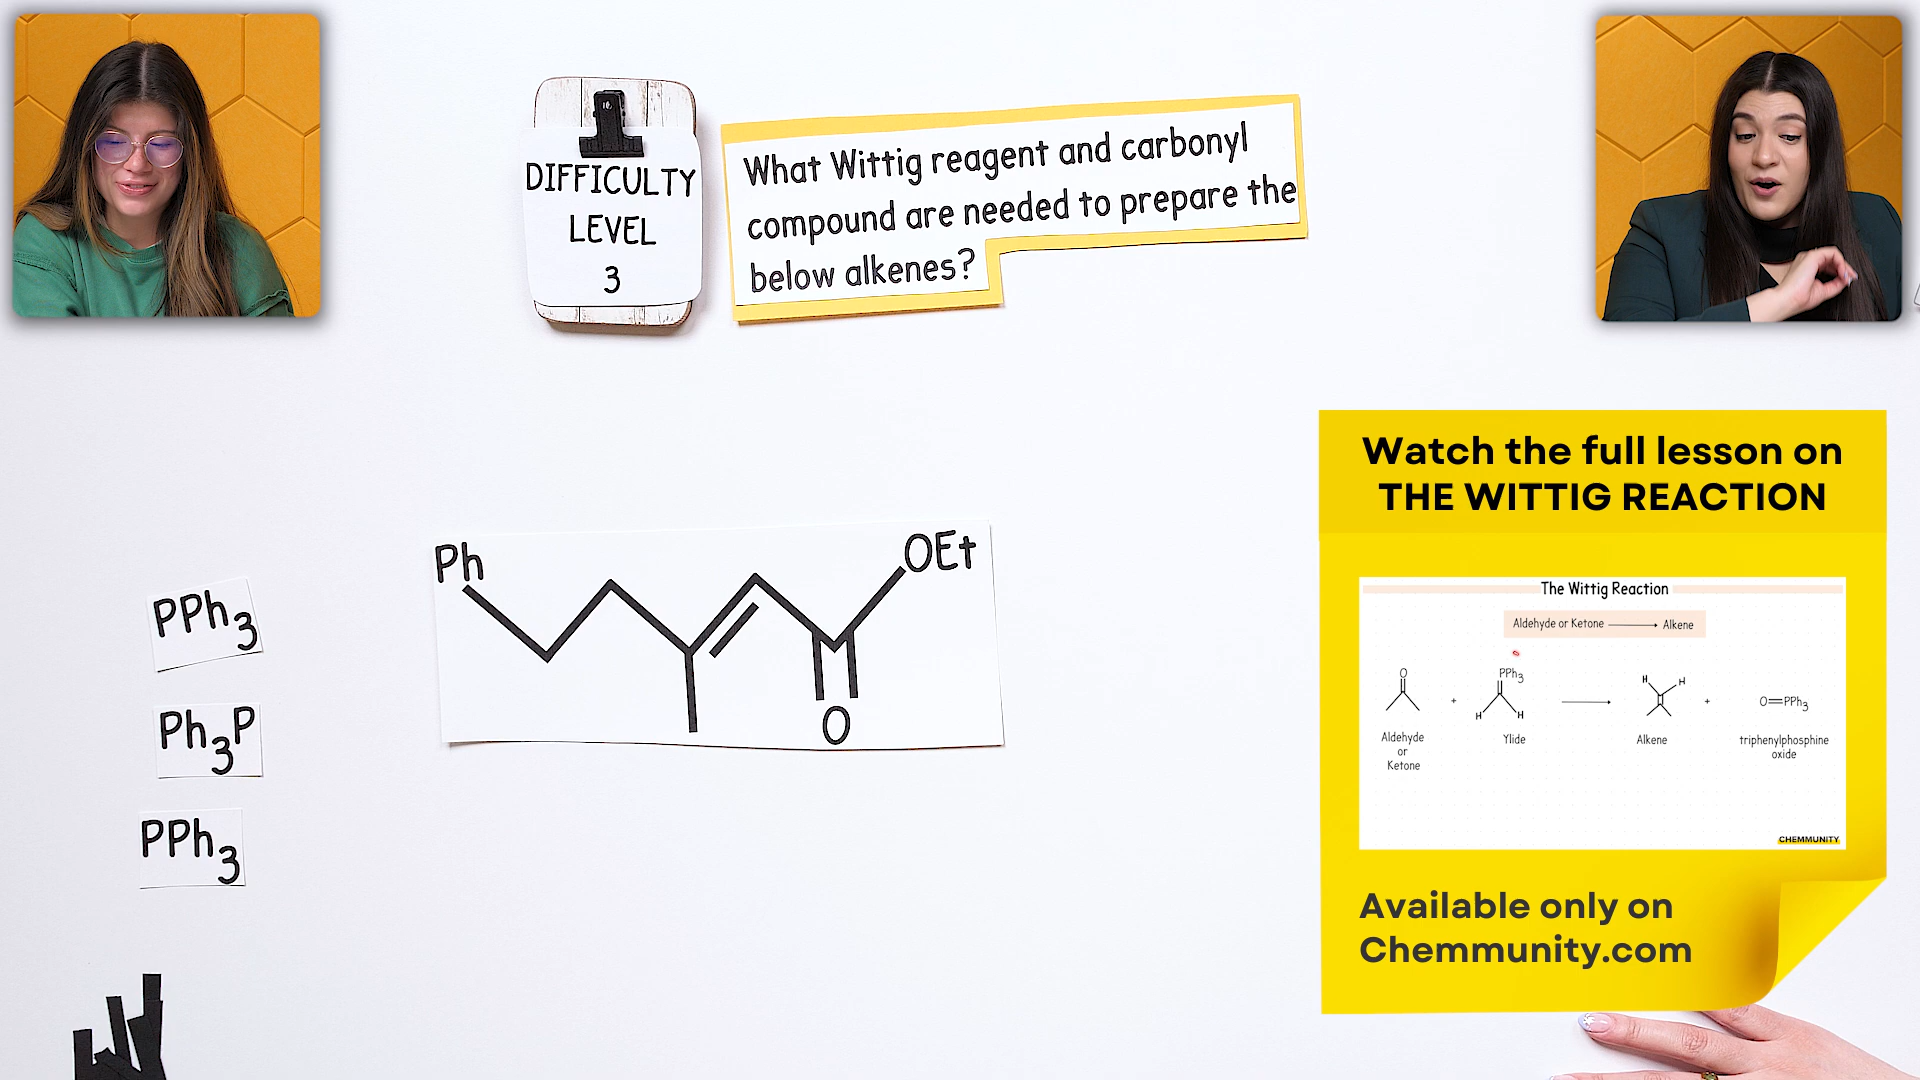 DIFFICULTY
LEVEL
3
What Wittig reagent and carbonyl
compound are needed to prepare the
below alkenes?
Watch the full lesson on
THE WITTIG REACTION
Ph
OEt
O
PPh3
Ph3P
PPh3
The Wittig Reaction
Aldehyde or Ketone → Alkene
O
PPh3
H H
+
H H
+
O=PPh3
Aldehyde
or
Ketone
Ylide
Alkene
triphenylphosphine
oxide
CHEMMUNITY
Available only on
Chemmunity.com